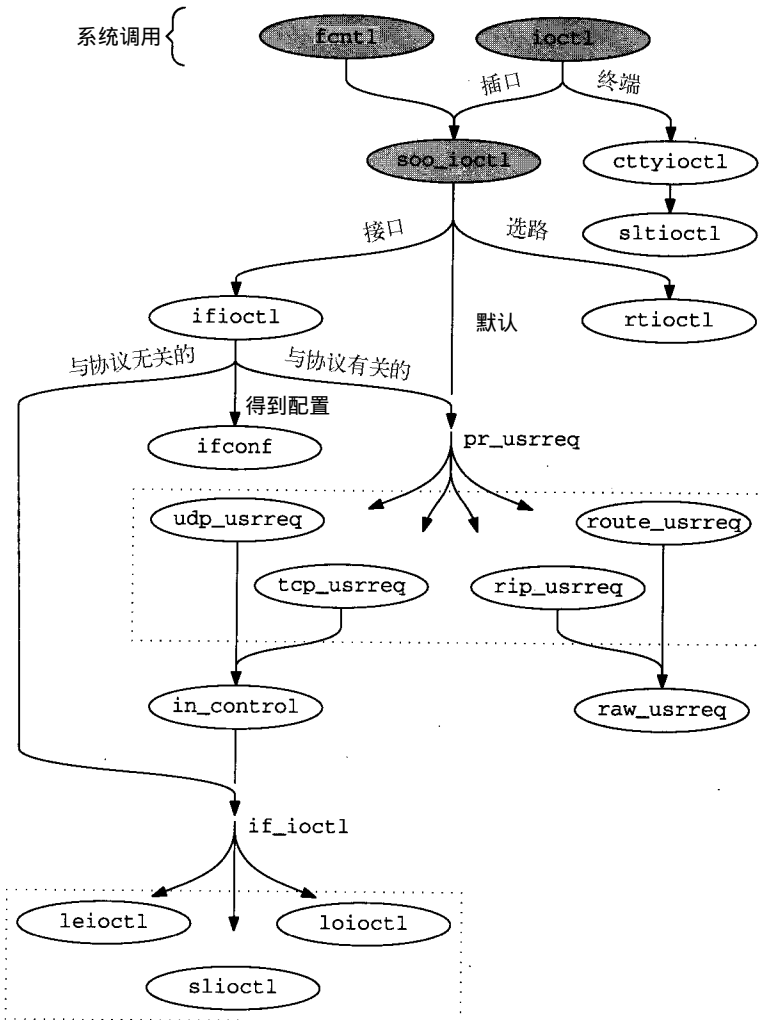 系统调用
fcntl
ioctl
插口
终端
soo_ioctl
cttyioctl
sltioctl
接口
选路
ifioctl
默认
rtioctl
与协议无关的
与协议有关的
得到配置
ifconf
pr_usrreq
udp_usrreq
route_usrreq
tcp_usrreq
rip_usrreq
in_control
raw_usrreq
if_ioctl
leioctl
loioctl
slioctl